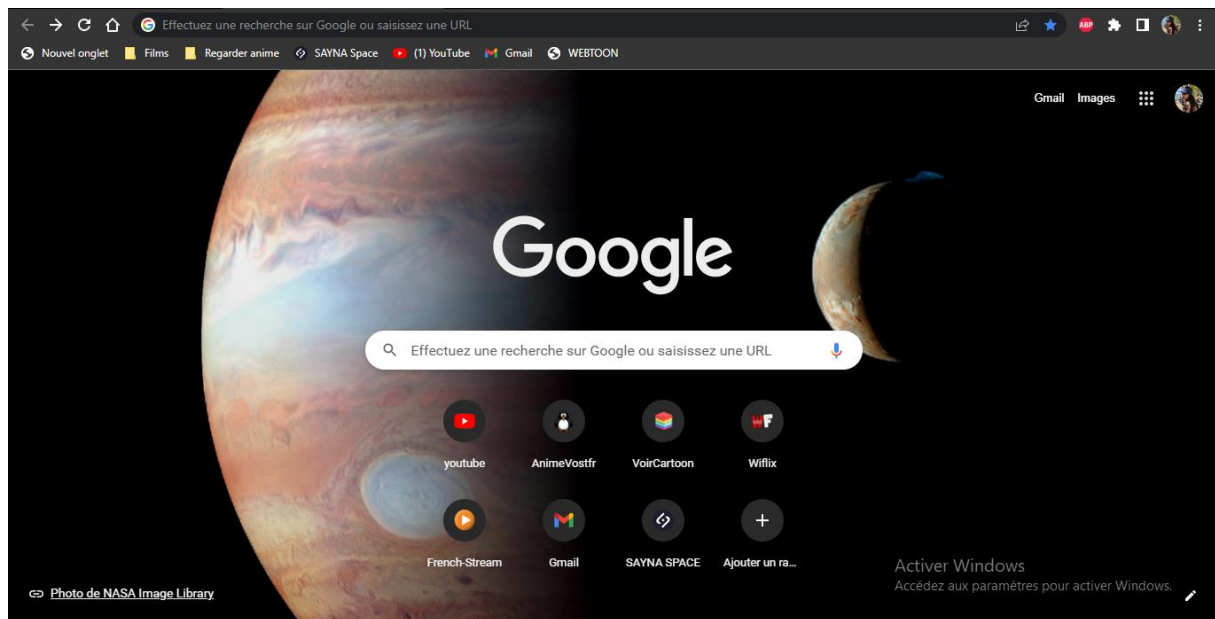 Effectuez une recherche sur Google ou saisissez une URL
ABP
Nouvel onglet Films Regarder anime SAYNA Space (1) YouTube Gmail WEBTOON
Gmail Images
Google
Effectuez une recherche sur Google ou saisissez une URL
WF
youtube AnimeVostfr VoirCartoon Wiflix
French-Stream Gmail SAYNA SPACE Ajouter un ra...
Activer Windows
Accédez aux paramètres pour activer Windows.
Photo de NASA Image Library